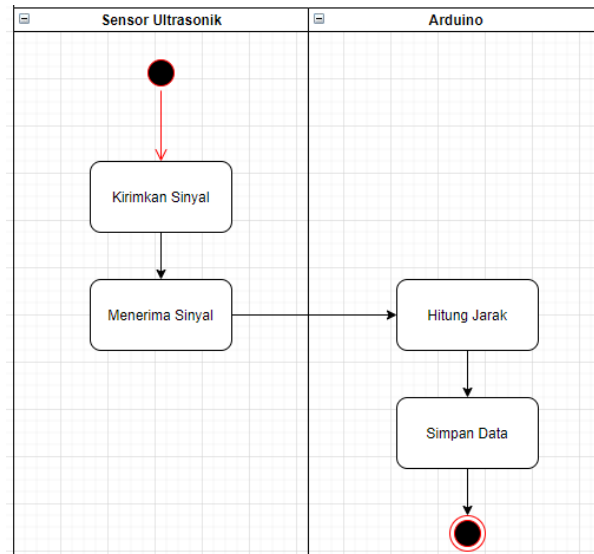 Sensor Ultrasonik
Arduino
Kirimkan Sinyal
Menerima Sinyal
Hitung Jarak
Simpan Data